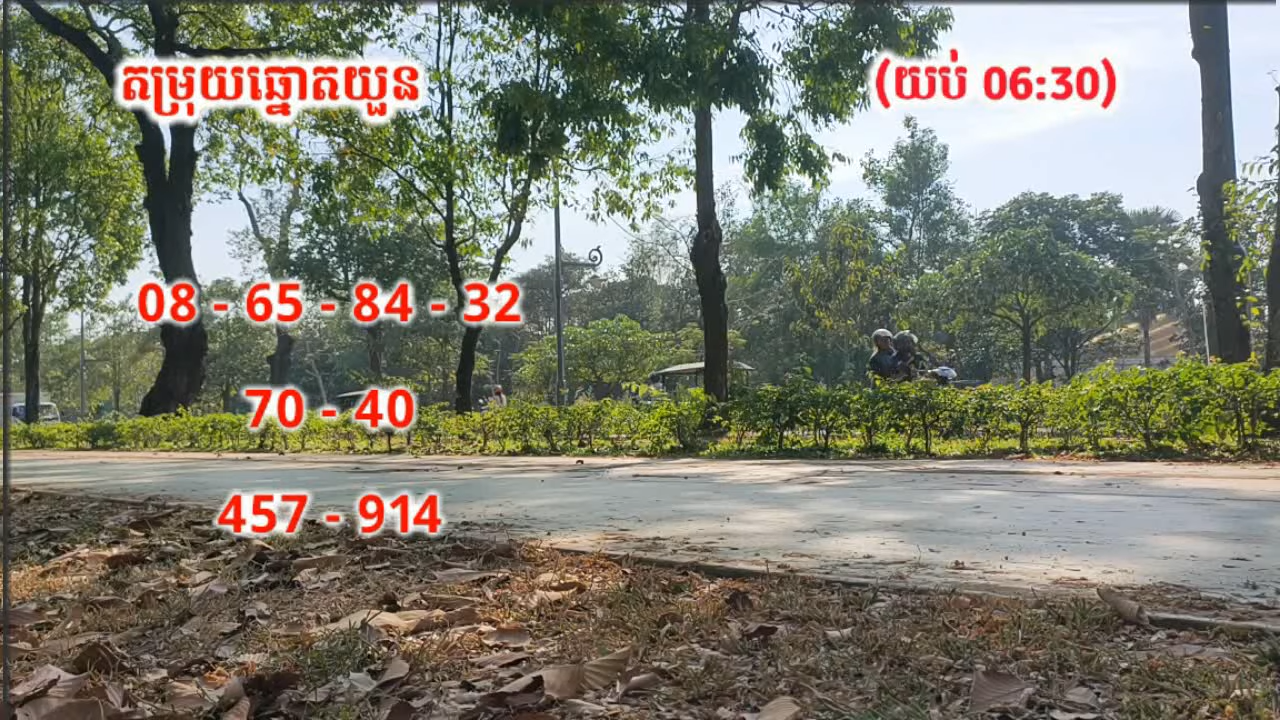 តម្រុយឆ្នោតយួន (យប់ 06:30)
08 - 65 - 84 - 32
70 - 40
457 - 914